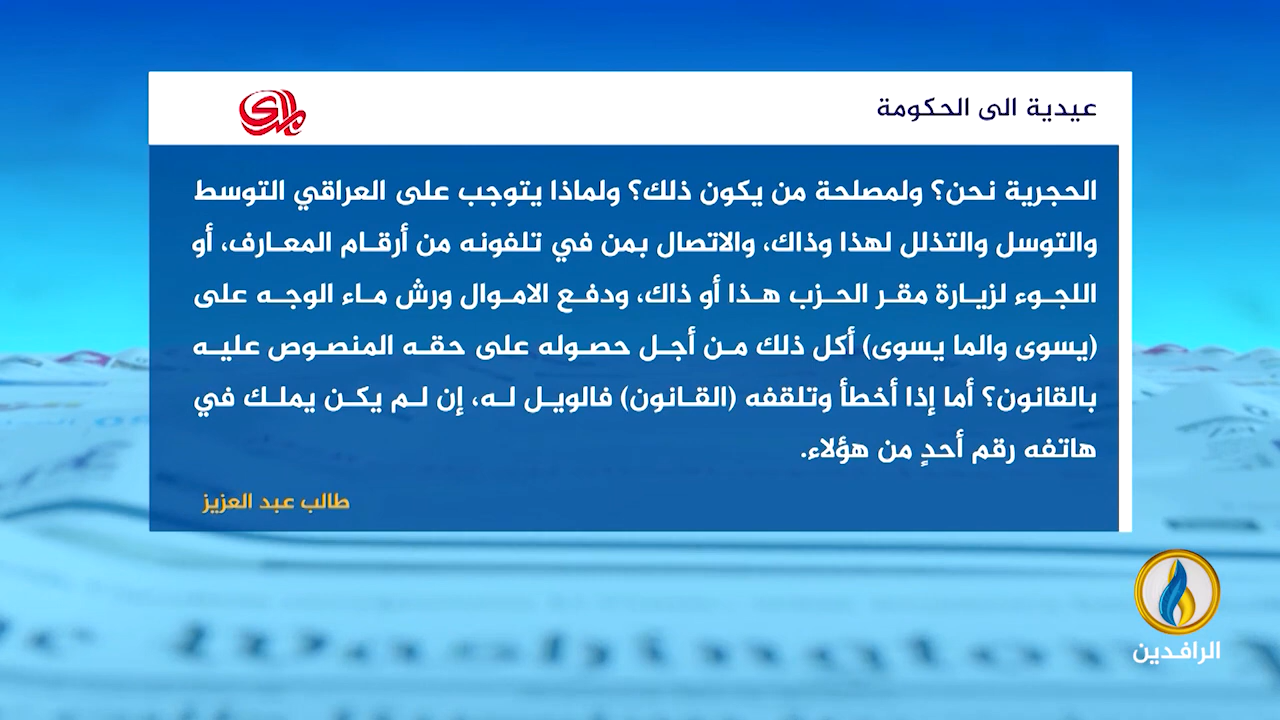 عيدية الى الحكومة
المدى
الحجرية نحن؟ ولمصلحة من يكون ذلك؟ ولماذا يتوجب على العراقي التوسط
والتوسل والتذلل لهذا وذاك، والاتصال بمن في تلفونه من أرقام المعارف، أو
اللجوء لزيارة مقر الحزب هذا أو ذاك، ودفع الاموال ورش ماء الوجه على
(يسوى والما يسوى) أكل ذلك من أجل حصوله على حقه المنصوص عليه
بالقانون؟ أما إذا أخطأ وتلقفه (القانون) فالويل له، إن لم يكن يملك في
هاتفه رقم أحدٍ من هؤلاء.
طالب عبد العزيز
الرافدين